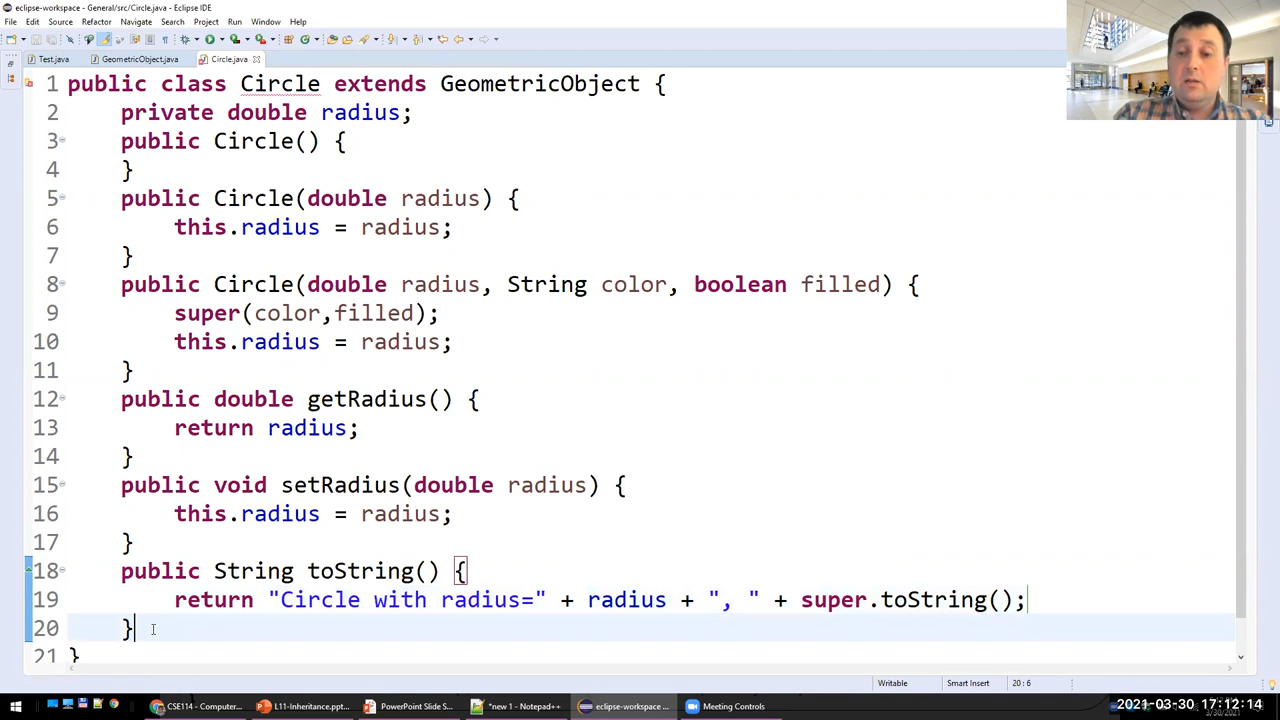 eclipse-workspace - General/src/Circle.java - Eclipse IDE
File Edit Source Refactor Navigate Search Project Run Window Help
Test.java GeometricObject.java Circle.java
1 public class Circle extends GeometricObject {
2 private double radius;
3 public Circle() {
4 }
5 public Circle(double radius) {
6 this.radius = radius;
7 }
8 public Circle(double radius, String color, boolean filled) {
9 super(color,filled);
10 this.radius = radius;
11 }
12 public double getRadius() {
13 return radius;
14 }
15 public void setRadius(double radius) {
16 this.radius = radius;
17 }
18 public String toString() {
19 return "Circle with radius=" + radius + ", " + super.toString();
20 }
21 }
Writable Smart Insert 20 : 6
CSE114 - Computer... L11-Inheritance.ppt... PowerPoint Slide S... *new 1 - Notepad++ eclipse-workspace ... Meeting Controls 2021-03-30 17:12:14
3/30/2021